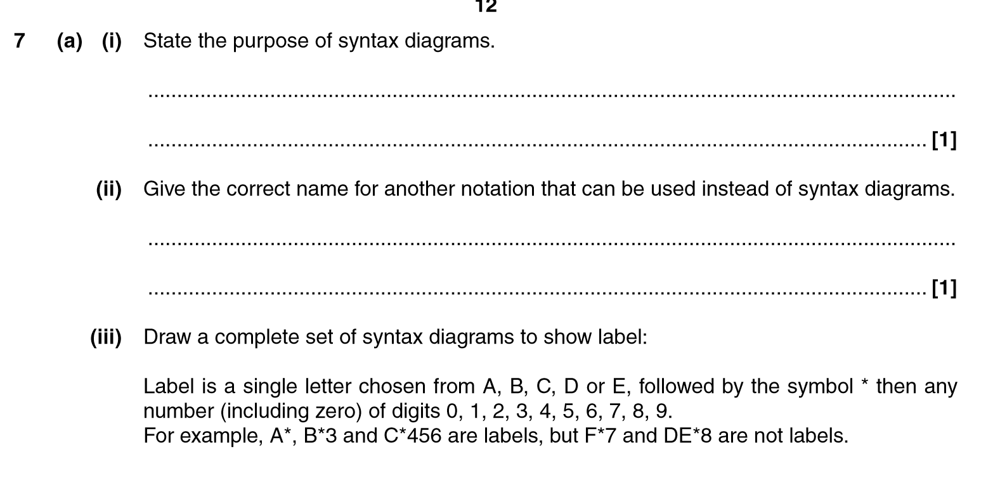 12
7 (a) (i) State the purpose of syntax diagrams.
..........................................................................................................................................
..................................................................................................................................... [1]
(ii) Give the correct name for another notation that can be used instead of syntax diagrams.
..........................................................................................................................................
..................................................................................................................................... [1]
(iii) Draw a complete set of syntax diagrams to show label:
Label is a single letter chosen from A, B, C, D or E, followed by the symbol * then any
number (including zero) of digits 0, 1, 2, 3, 4, 5, 6, 7, 8, 9.
For example, A*, B*3 and C*456 are labels, but F*7 and DE*8 are not labels.